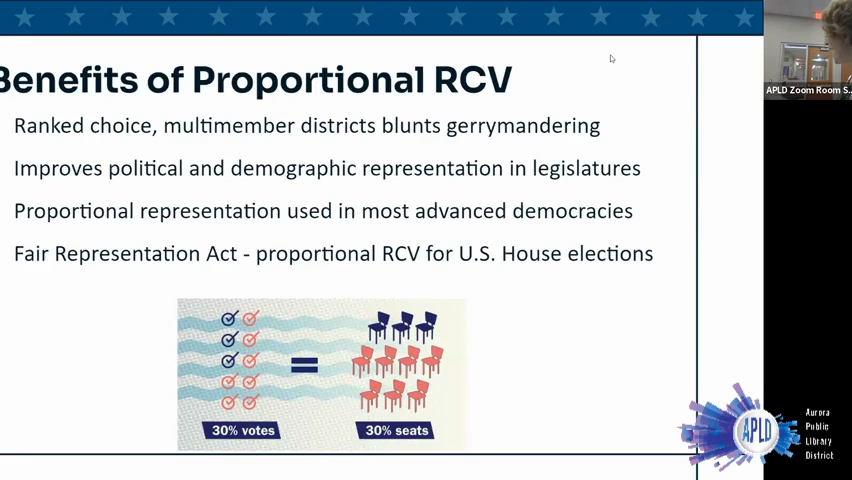 Benefits of Proportional RCV
Ranked choice, multimember districts blunts gerrymandering
Improves political and demographic representation in legislatures
Proportional representation used in most advanced democracies
Fair Representation Act - proportional RCV for U.S. House elections
30% votes
30% seats
APLD Zoom Room S...
APLD
Aurora
Public
Library
District